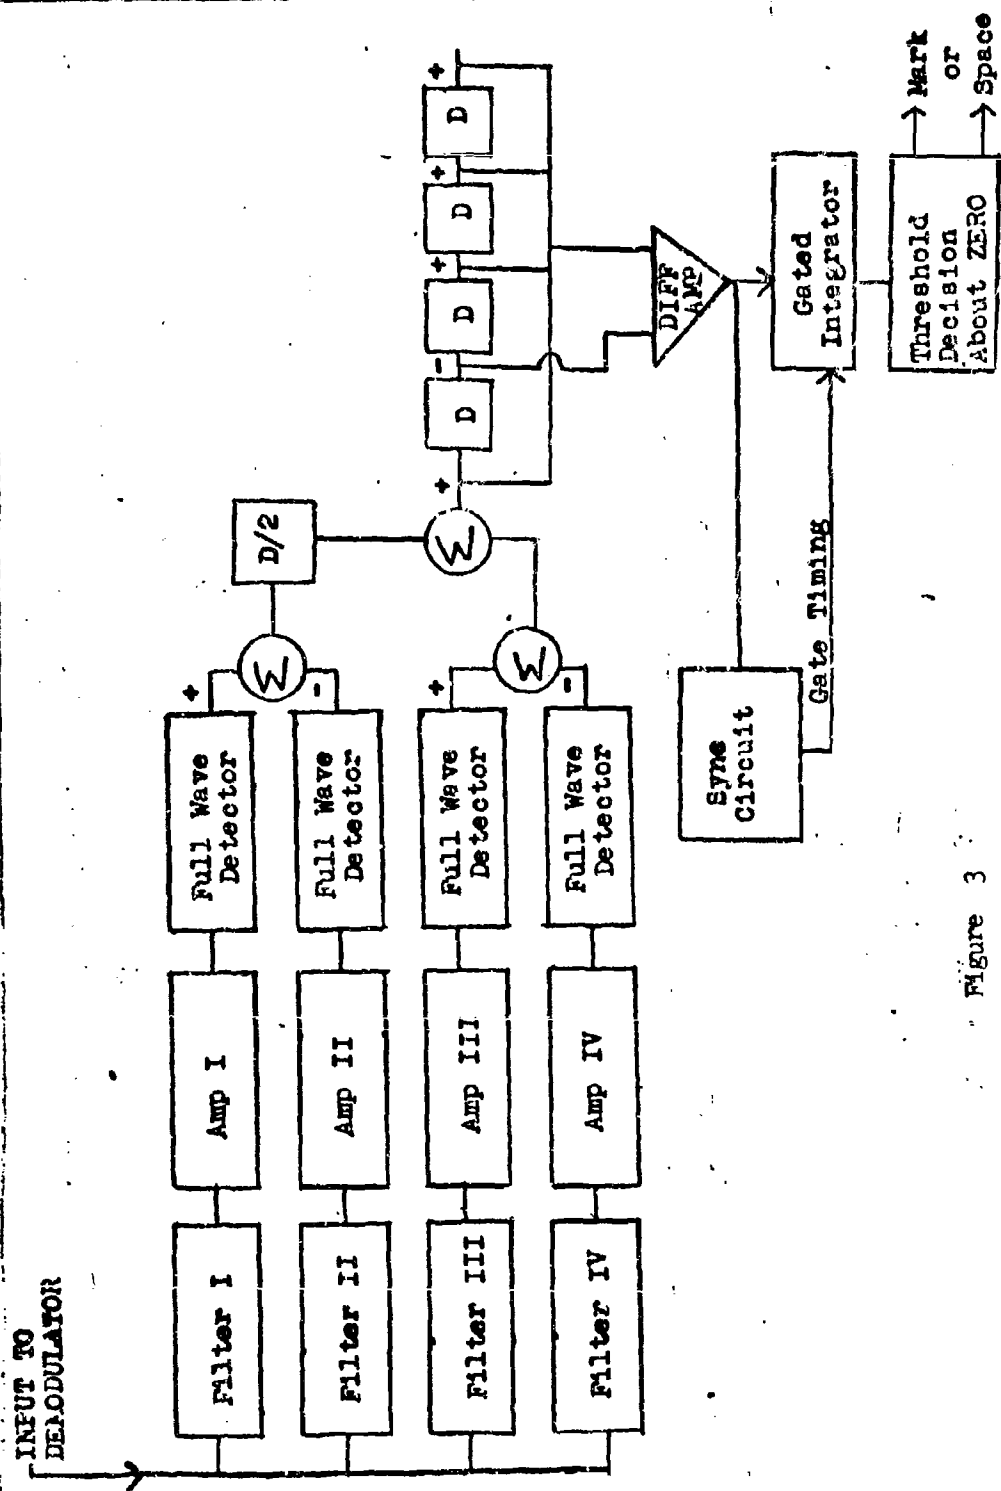 INPUT TO
DEMODULATOR
Filter I
Amp I
Full Wave
Detector
+
Filter II
Amp II
Full Wave
Detector
-
Σ
D/2
Filter III
Amp III
Full Wave
Detector
+
Filter IV
Amp IV
Full Wave
Detector
-
Σ
Σ
+
D
-
D
+
D
+
D
+
DIFF
AMP
Sync
Circuit
Gate Timing
Gated
Integrator
Threshold
Decision
About ZERO
Mark
or
Space
Figure 3